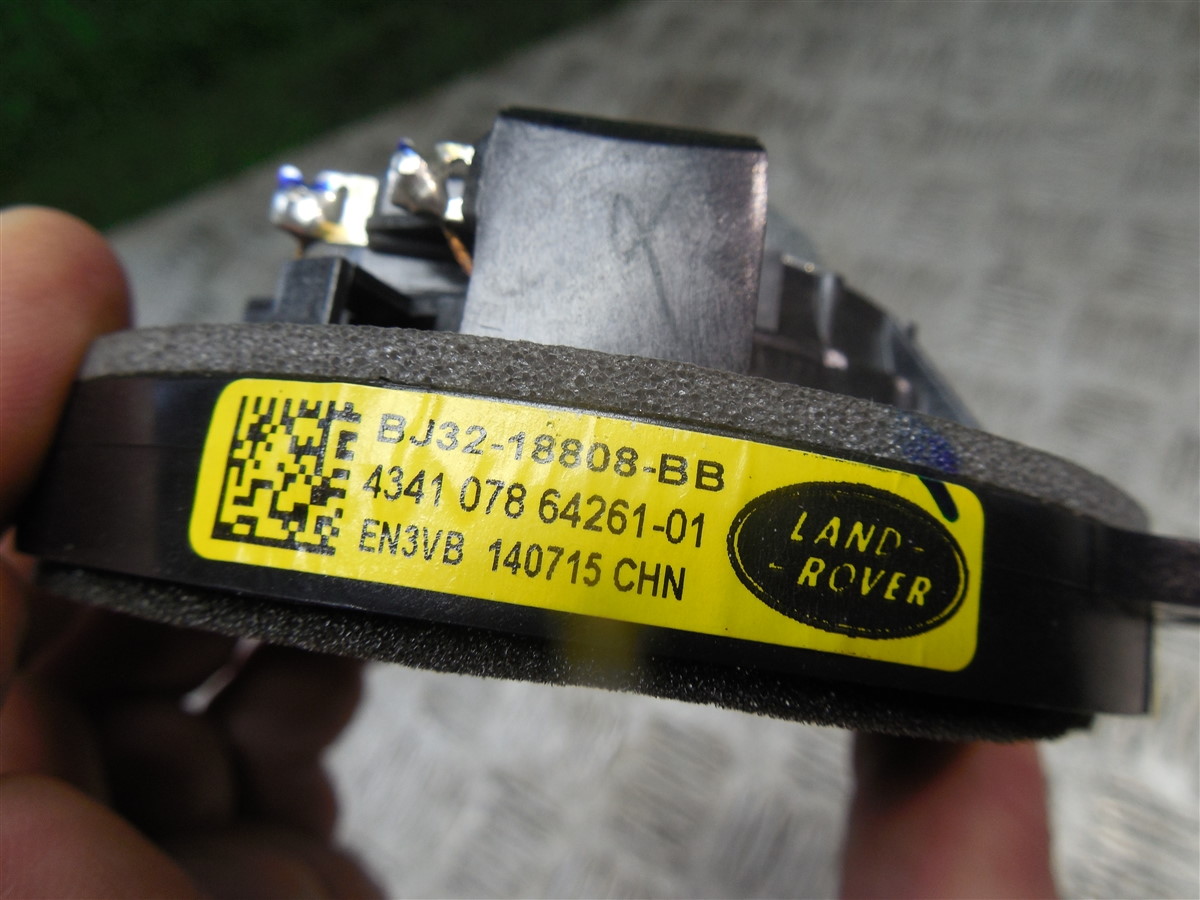 BJ32-18808-BB
4341 078 64261-01
EN3VB 140715 CHN
LAND-
-ROVER